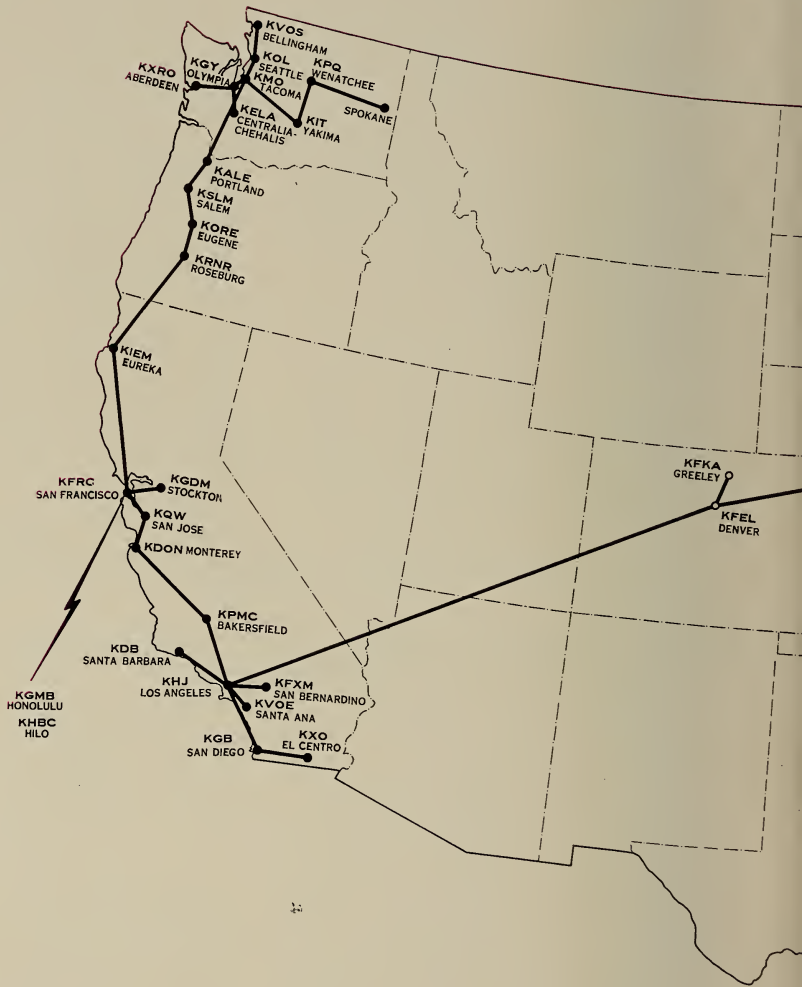 KVOS
BELLINGHAM
KOL
SEATTLE
KGY
OLYMPIA
KMO
TACOMA
KPQ
WENATCHEE
KXRO
ABERDEEN
SPOKANE
KELA
CENTRALIA-
CHEHALIS
KIT
YAKIMA
KALE
PORTLAND
KSLM
SALEM
KORE
EUGENE
KRNR
ROSEBURG
KIEM
EUREKA
KFRC
SAN FRANCISCO
KGDM
STOCKTON
KQW
SAN JOSE
KDON MONTEREY
KFKA
GREELEY
KFEL
DENVER
KPMC
BAKERSFIELD
KDB
SANTA BARBARA
KHJ
LOS ANGELES
KFXM
SAN BERNARDINO
KVOE
SANTA ANA
KGMB
HONOLULU
KHBC
HILO
KGB
SAN DIEGO
KXO
EL CENTRO